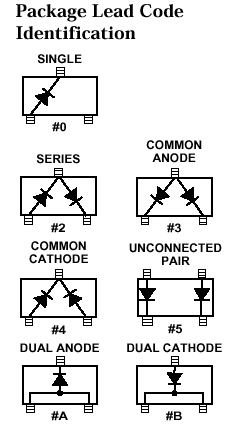 Package Lead Code
Identification
SINGLE
#0
SERIES
#2
COMMON
ANODE
#3
COMMON
CATHODE
#4
UNCONNECTED
PAIR
#5
DUAL ANODE
#A
DUAL CATHODE
#B